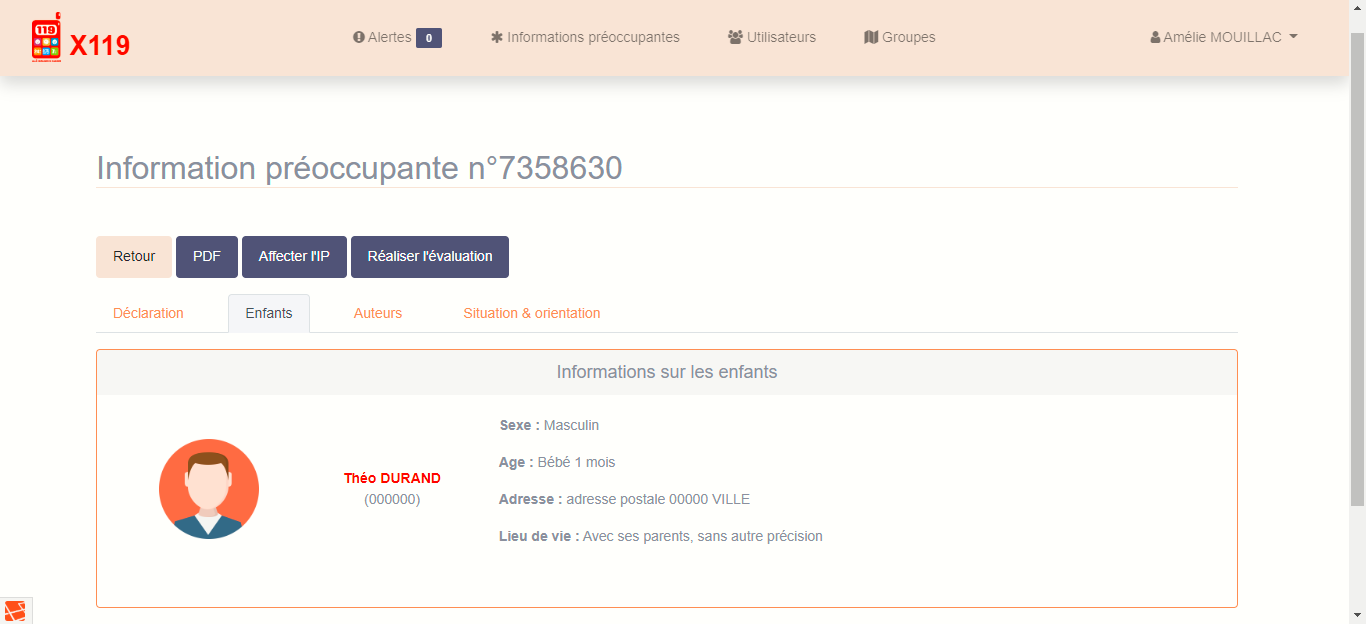 119
X119
Alertes 0
Informations préoccupantes
Utilisateurs
Groupes
Amélie MOUILLAC
Information préoccupante n°7358630
Retour
PDF
Affecter l'IP
Réaliser l'évaluation
Déclaration
Enfants
Auteurs
Situation & orientation
Informations sur les enfants
Théo DURAND
(000000)
Sexe : Masculin
Age : Bébé 1 mois
Adresse : adresse postale 00000 VILLE
Lieu de vie : Avec ses parents, sans autre précision